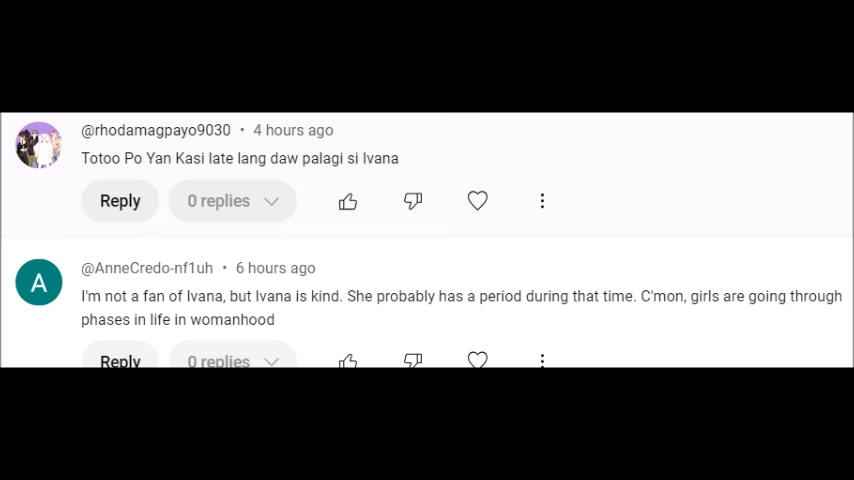 @rhodamagpayo9030 • 4 hours ago
Totoo Po Yan Kasi late lang daw palagi si Ivana
Reply 0 replies
@AnneCredo-nf1uh • 6 hours ago
A
I'm not a fan of Ivana, but Ivana is kind. She probably has a period during that time. C'mon, girls are going through
phases in life in womanhood
Reply 0 replies